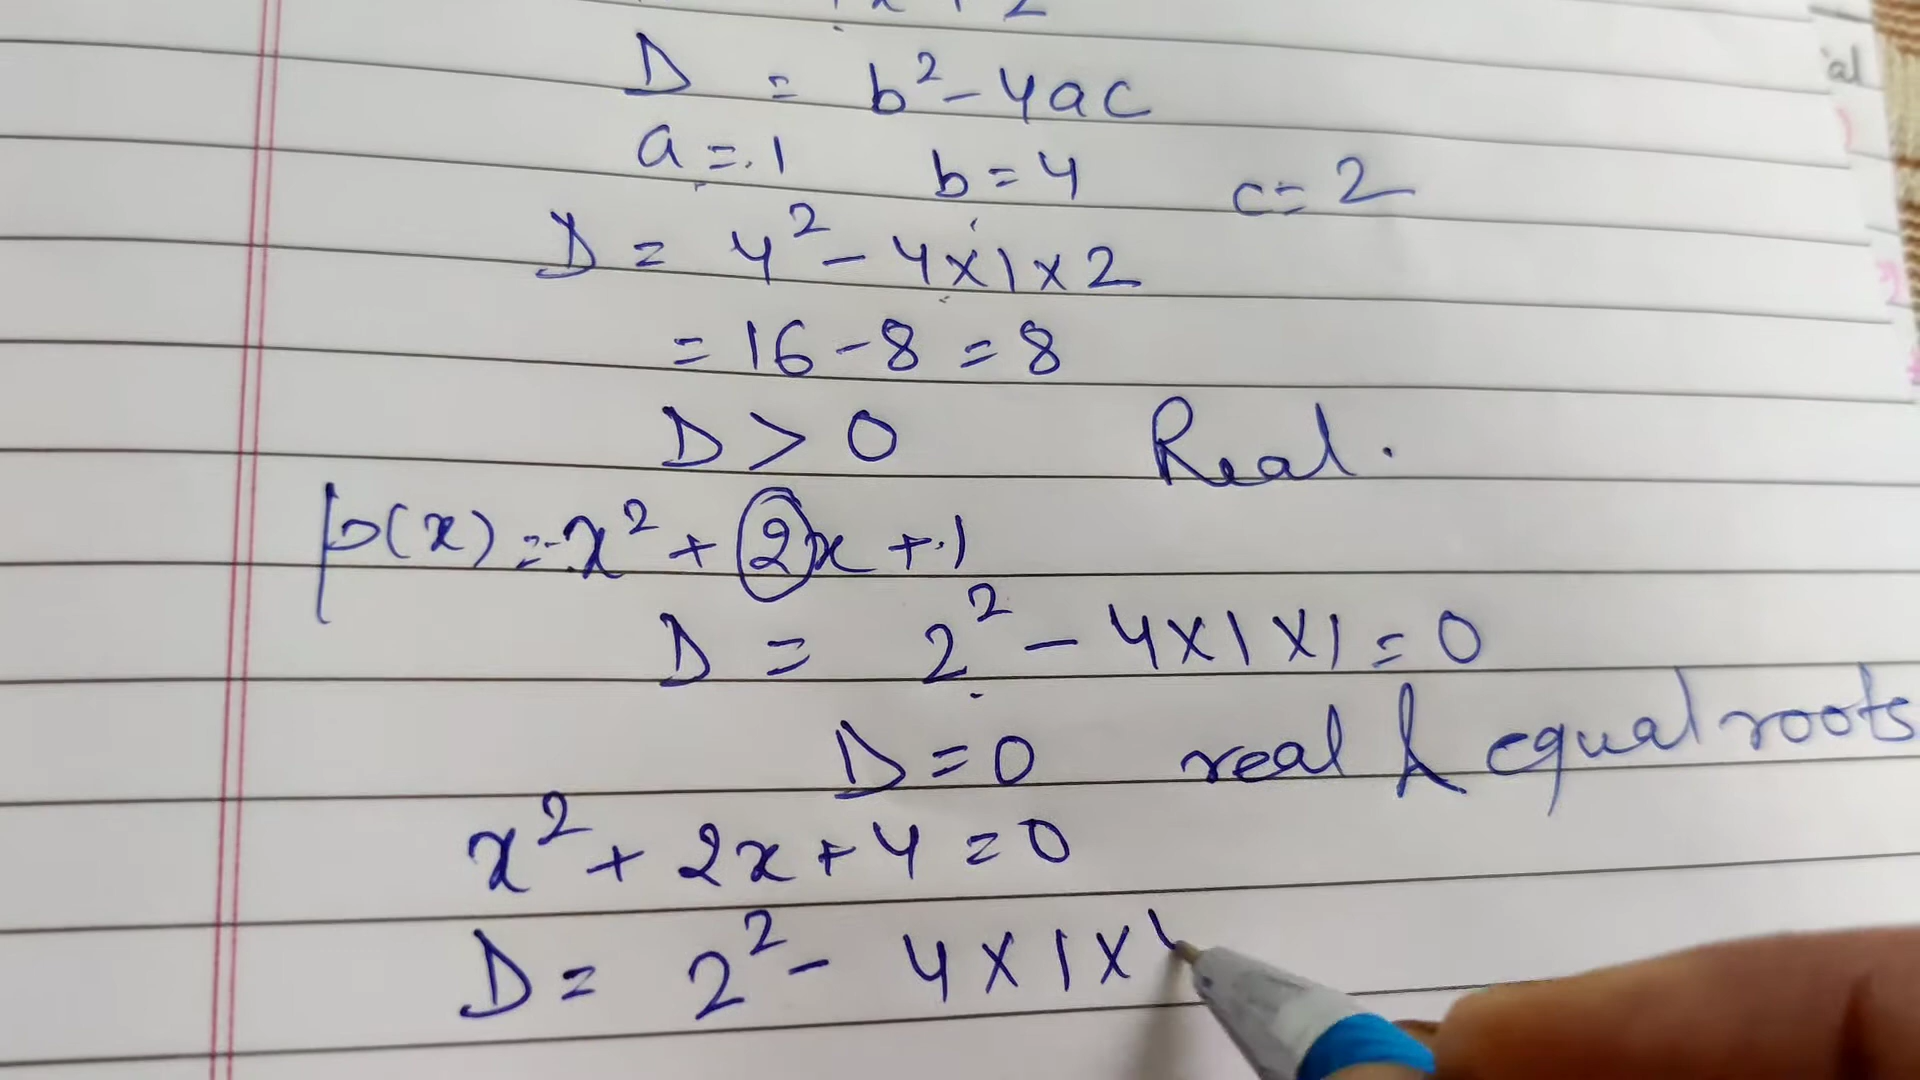 D = b² - 4ac
a = 1 b = 4 c = 2
D = 4² - 4 × 1 × 2
= 16 - 8 = 8
D > 0 Real.
p(x) = x² + 2x + 1
D = 2² - 4 × 1 × 1 = 0
D = 0 real & equal roots
x² + 2x + 4 = 0
D = 2² - 4 × 1 ×